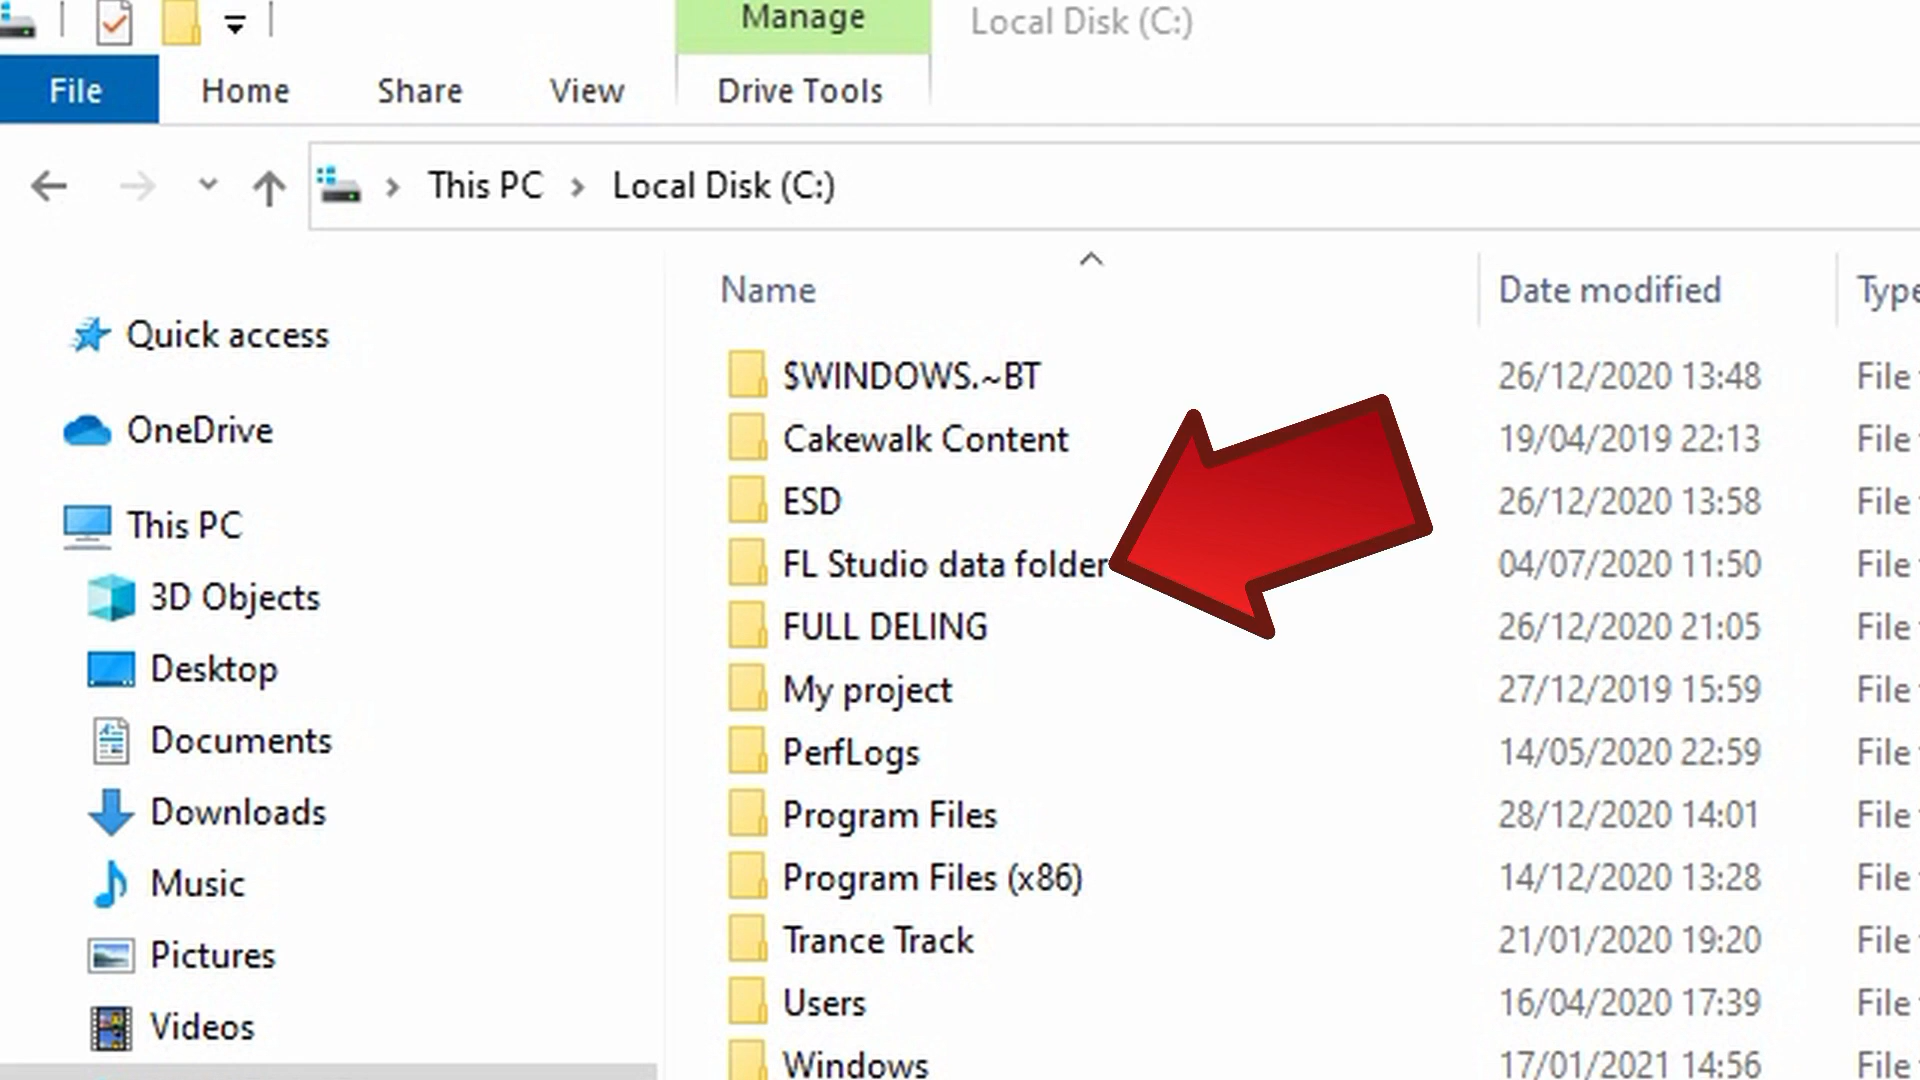 Manage
Local Disk (C:)
File Home Share View Drive Tools
This PC Local Disk (C:)
Name Date modified
Quick access
OneDrive
This PC
3D Objects
Desktop
Documents
Downloads
Music
Pictures
Videos
$WINDOWS.~BT 26/12/2020 13:48 File
Cakewalk Content 19/04/2019 22:13 File
ESD 26/12/2020 13:58 File
FL Studio data folder 04/07/2020 11:50 File
FULL DELING 26/12/2020 21:05 File
My project 27/12/2019 15:59 File
PerfLogs 14/05/2020 22:59 File
Program Files 28/12/2020 14:01 File
Program Files (x86) 14/12/2020 13:28 File
Trance Track 21/01/2020 19:20 File
Users 16/04/2020 17:39 File
Windows 17/01/2021 14:56 File